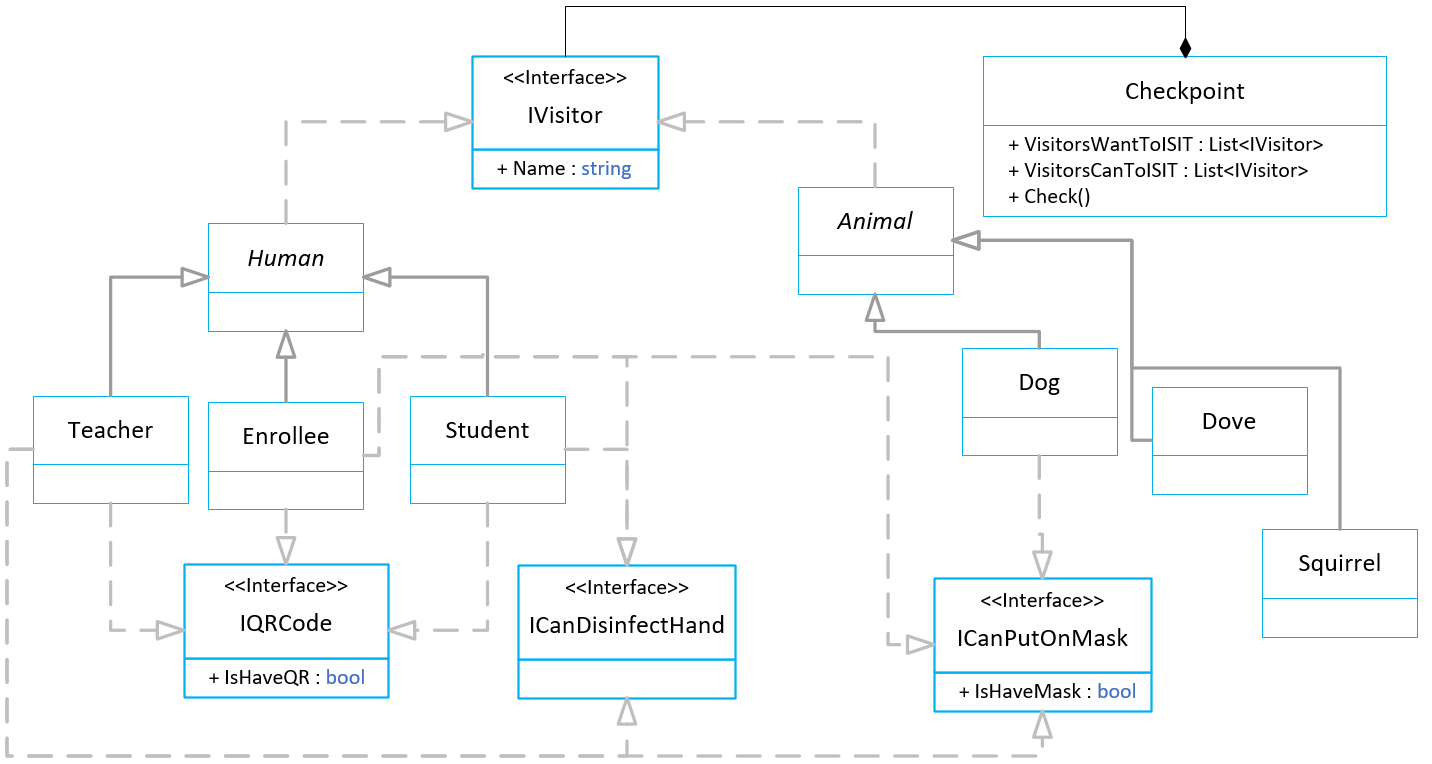 <<Interface>>
IVisitor
+ Name : string
Checkpoint
+ VisitorsWantToISIT : List<IVisitor>
+ VisitorsCanToISIT : List<IVisitor>
+ Check()
Human
Animal
Teacher
Enrollee
Student
Dog
Dove
Squirrel
<<Interface>>
IQRCode
+ IsHaveQR : bool
<<Interface>>
ICanDisinfectHand
<<Interface>>
ICanPutOnMask
+ IsHaveMask : bool